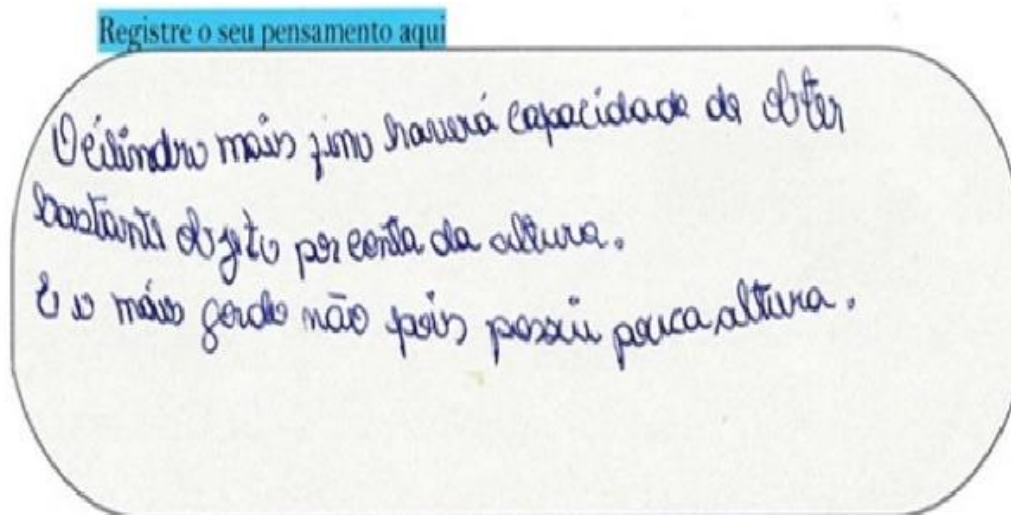 Registre o seu pensamento aqui
O cilindro mais fino haverá capacidade de obter
bastante objeto por conta da altura.
E o mais gordo não pois possui pouca altura.